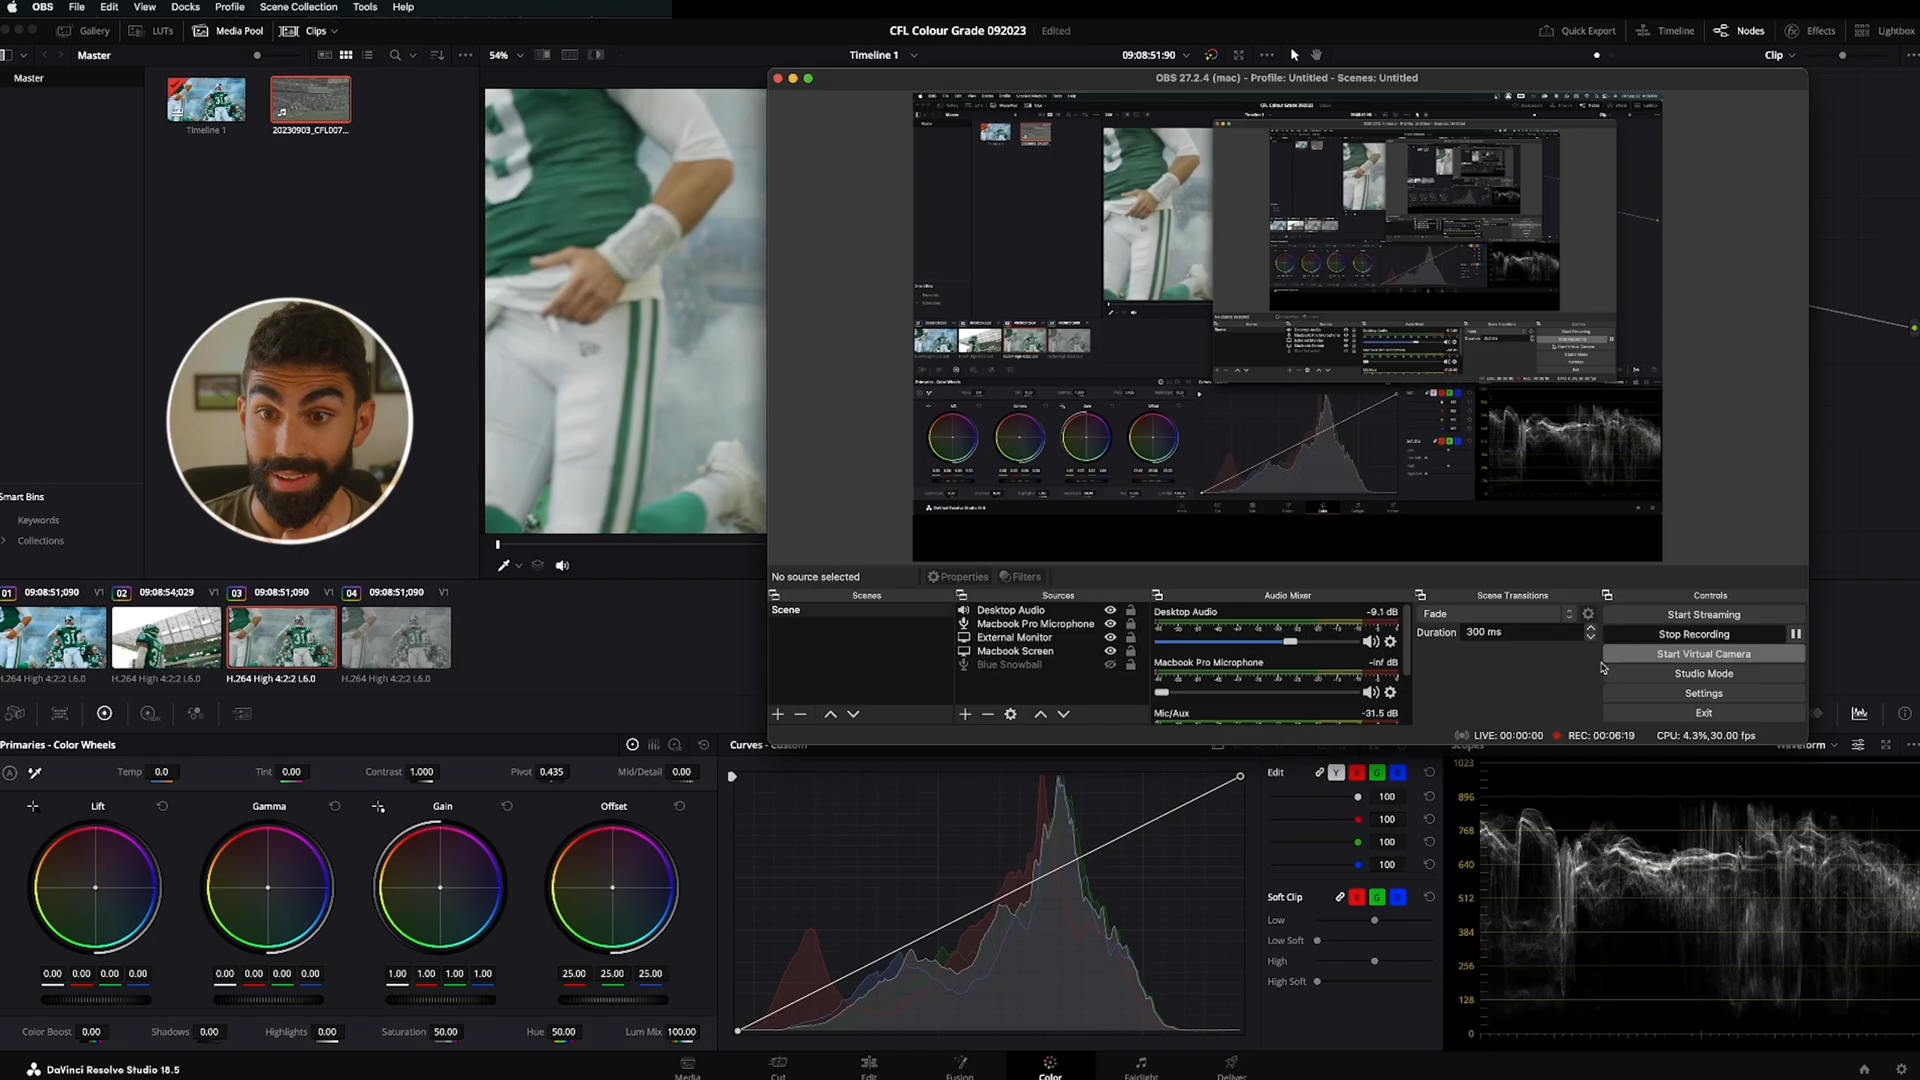 OBS File Edit View Docks Profile Scene Collection Tools Help
Gallery LUTs Media Pool Clips CFL Colour Grade 092023 Edited Quick Export Timeline Nodes Effects Lightbox
Master 54% Timeline 1 09:08:51:90 Clip
Master
Timeline 1 20230903_CFL007...
Smart Bins
Keywords
Collections
OBS 27.2.4 (mac) - Profile: Untitled - Scenes: Untitled
No source selected Properties Filters
Scenes Sources Audio Mixer Scene Transitions Controls
Scene
Desktop Audio
Macbook Pro Microphone
External Monitor
Macbook Screen
Blue Snowball
Desktop Audio -9.1 dB
Macbook Pro Microphone -inf dB
Mic/Aux -31.5 dB
Fade
Duration 300 ms
Start Streaming
Stop Recording
Start Virtual Camera
Studio Mode
Settings
Exit
LIVE: 00:00:00 REC: 00:06:19 CPU: 4.3%,30.00 fps
01 09:08:51;090 V1 02 09:08:54;029 V1 03 09:08:51;090 V1 04 09:08:51;090 V1
H.264 High 4:2:2 L6.0 H.264 High 4:2:2 L6.0 H.264 High 4:2:2 L6.0 H.264 High 4:2:2 L6.0
Primaries - Color Wheels
Temp 0.0 Tint 0.00 Contrast 1.000 Pivot 0.435 Mid/Detail 0.00
Lift Gamma Gain Offset
0.00 0.00 0.00 0.00 0.00 0.00 0.00 0.00 1.00 1.00 1.00 1.00 25.00 25.00 25.00
Color Boost 0.00 Shadows 0.00 Highlights 0.00 Saturation 50.00 Hue 50.00 Lum Mix 100.00
Curves - Custom
Edit Y R G B
100
100
100
100
Soft Clip R G B
Low
Low Soft
High
High Soft
Scopes Waveform
1023
896
768
640
512
384
256
128
0
DaVinci Resolve Studio 18.5
Media Cut Edit Fusion Color Fairlight Deliver